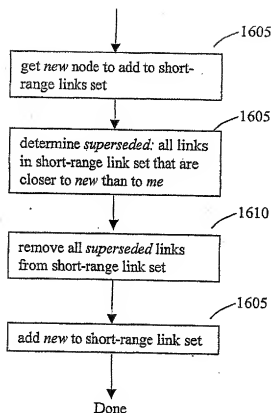 1605
get new node to add to short-
range links set
1605
determine superseded: all links
in short-range link set that are
closer to new than to me
1610
remove all superseded links
from short-range link set
1605
add new to short-range link set
Done